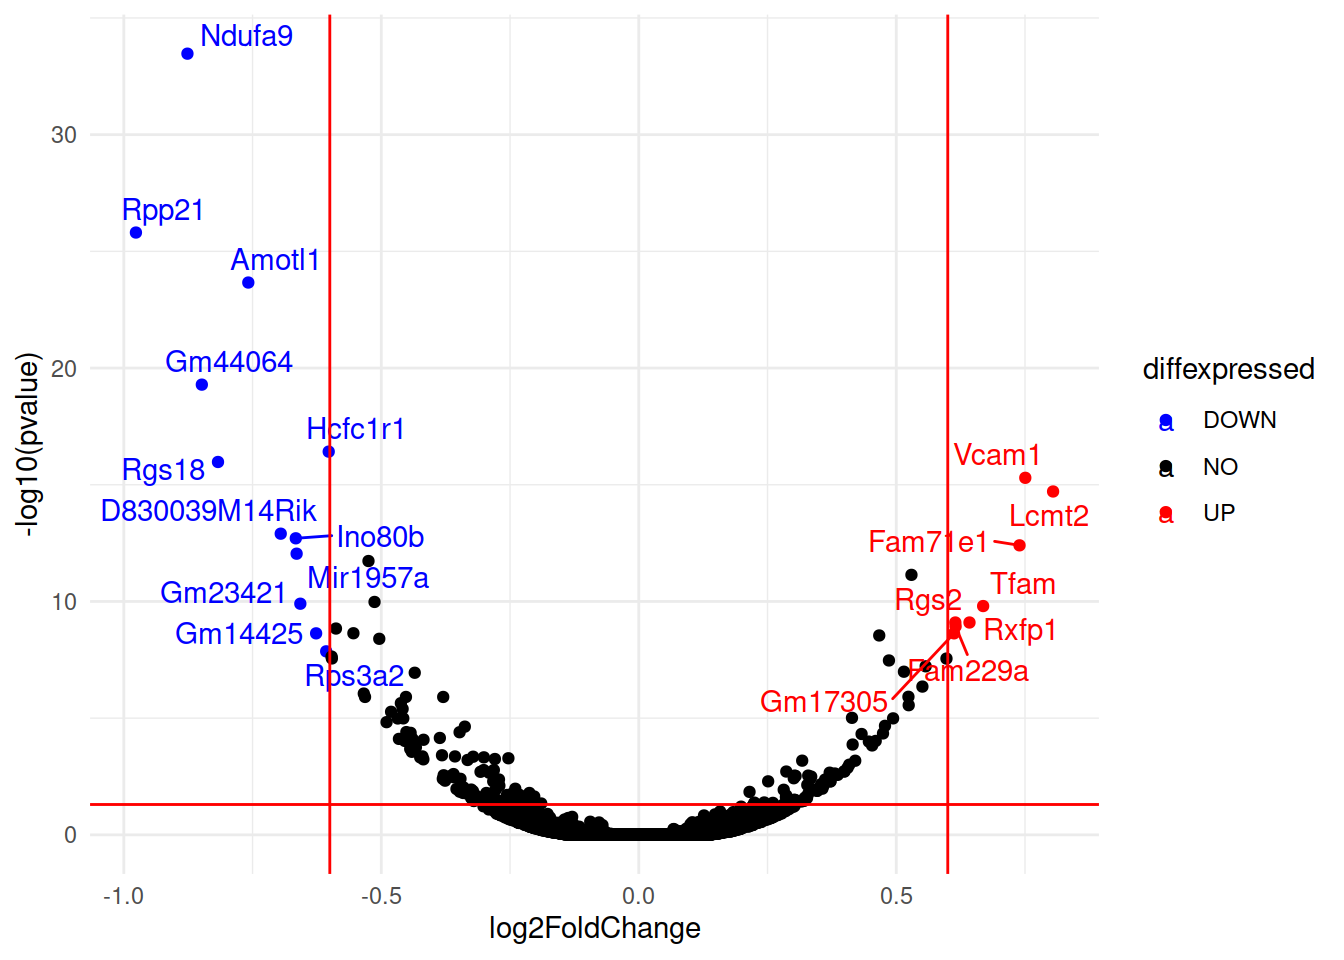 Ndufa9
30
Rpp21
Amotl1
Gm44064
20
Hcfc1r1
Rgs18
Vcam1
D830039M14Rik
Lcmt2
Ino80b
Fam71e1
Mir1957a
Tfam
Gm23421
Rgs2
10
Gm14425
Rxfp1
Rps3a2
Fam229a
Gm17305
0
-log10(pvalue)
-1.0
-0.5
0.0
0.5
log2FoldChange
diffexpressed
a DOWN
a NO
a UP